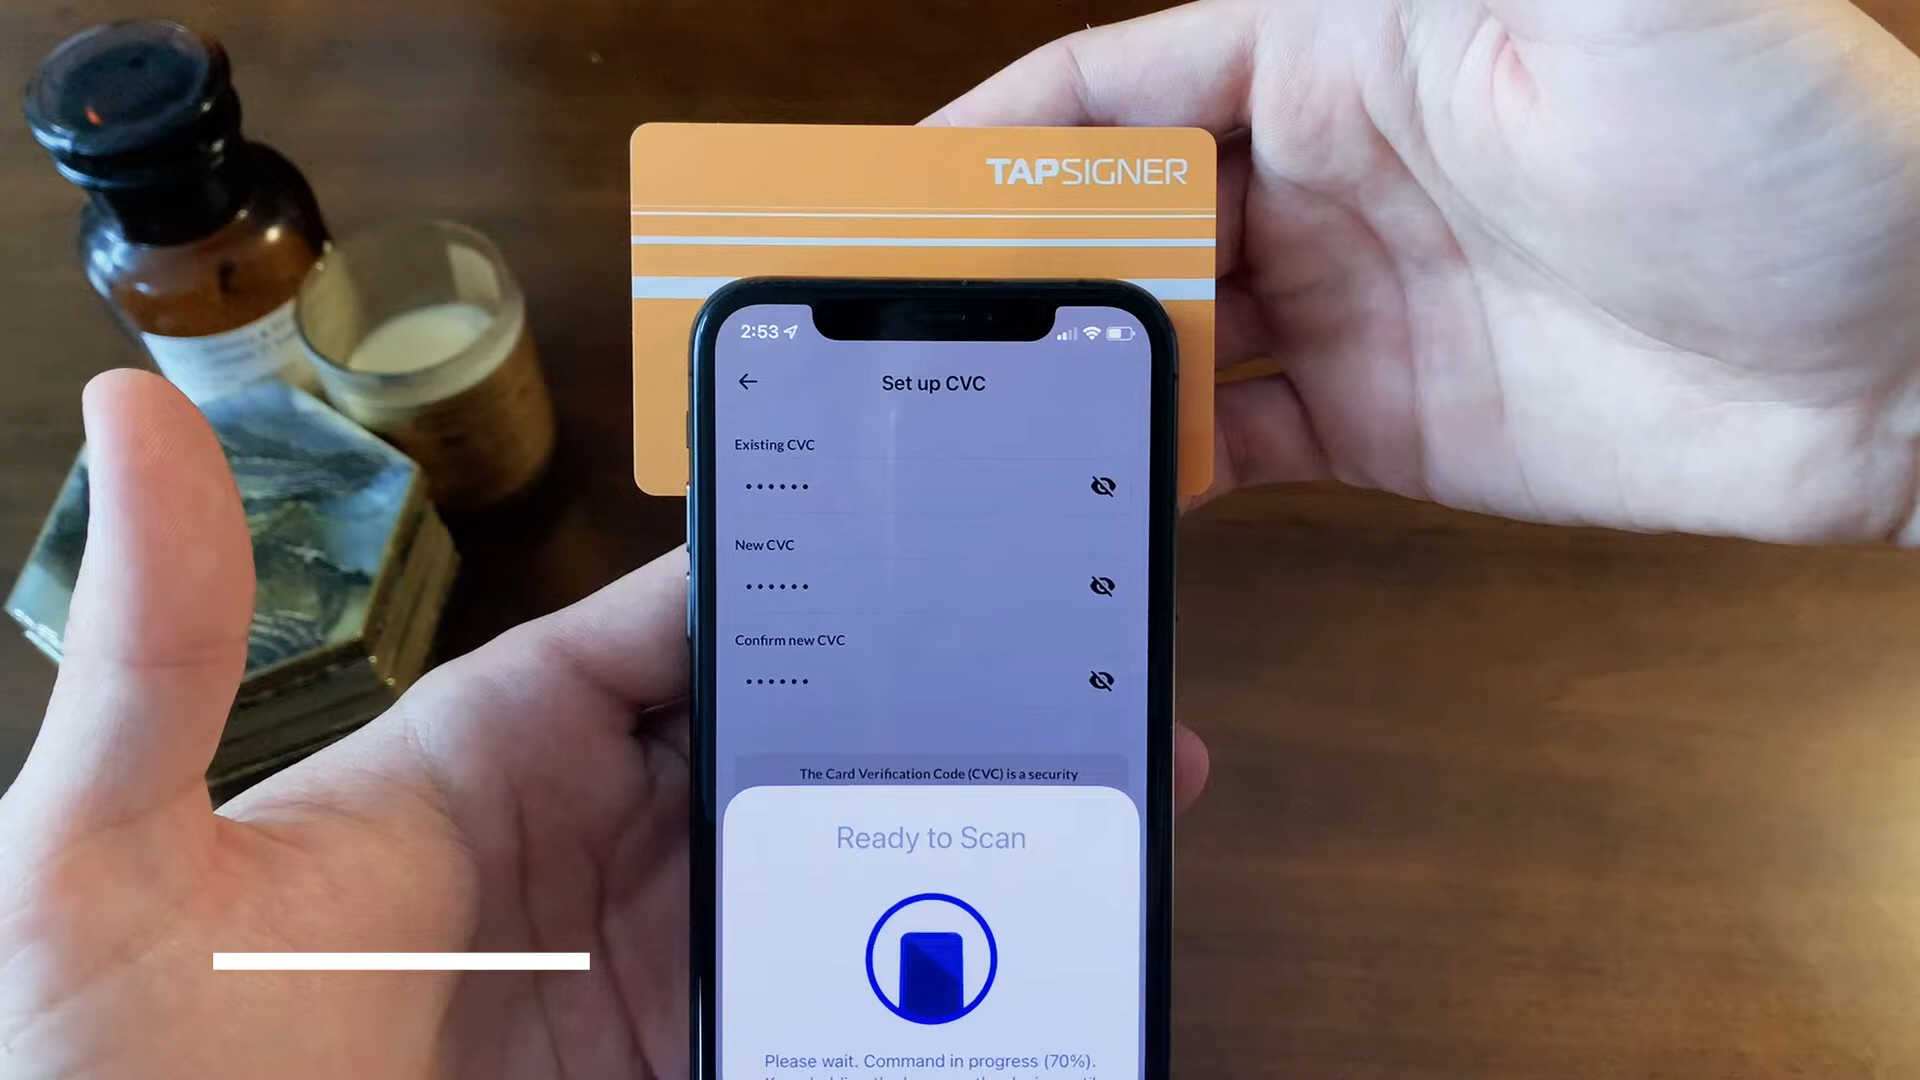 TAPSIGNER
2:53
Set up CVC
Existing CVC
••••••
New CVC
••••••
Confirm new CVC
••••••
The Card Verification Code (CVC) is a security
Ready to Scan
Please wait. Command in progress (70%).